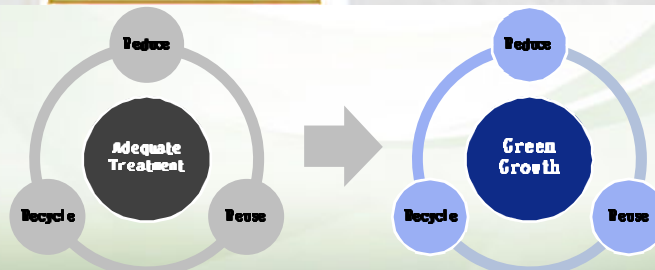 Reduce
Adequate
Treatment
Recycle
Reuse
Reduce
Green
Growth
Recycle
Reuse